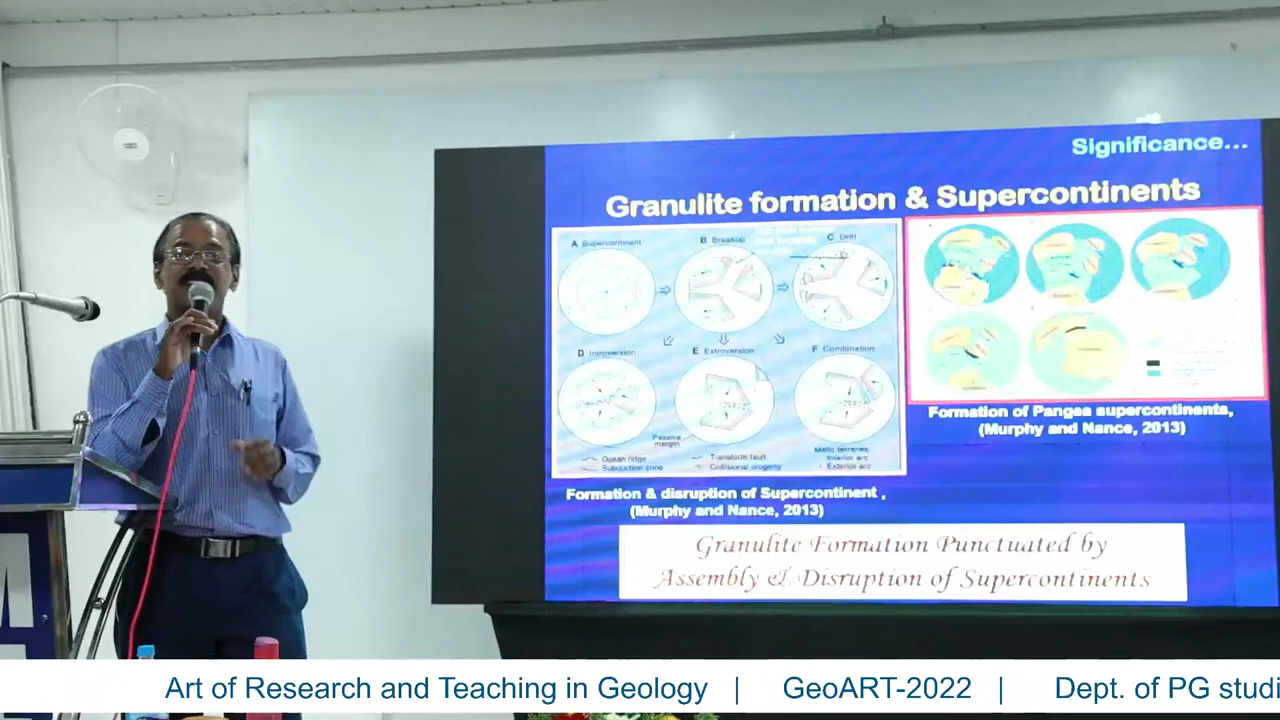 Significance...
Granulite formation & Supercontinents
A Supercontinent
B Breakup
C Drift
D Introversion
E Extroversion
F Combination
Passive
margin
Ocean ridge
Subduction zone
Transform fault
Collisional orogeny
Mafic terranes
Interior arc
Exterior arc
Formation of Pangea supercontinents,
(Murphy and Nance, 2013)
Formation & disruption of Supercontinent ,
(Murphy and Nance, 2013)
Granulite Formation Punctuated by
Assembly & Disruption of Supercontinents
M
Art of Research and Teaching in Geology | GeoART-2022 | Dept. of PG studi